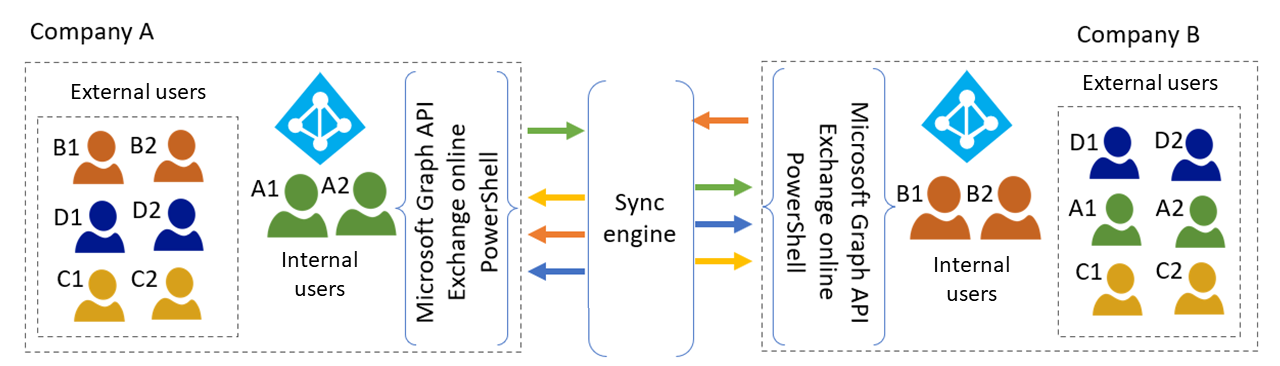 Company A
External users
B1
B2
D1
D2
C1
C2
A1
A2
Internal
users
Microsoft Graph API
Exchange online
PowerShell
Sync
engine
Company B
Microsoft Graph API
Exchange online
PowerShell
B1
B2
Internal
users
External users
D1
D2
A1
A2
C1
C2